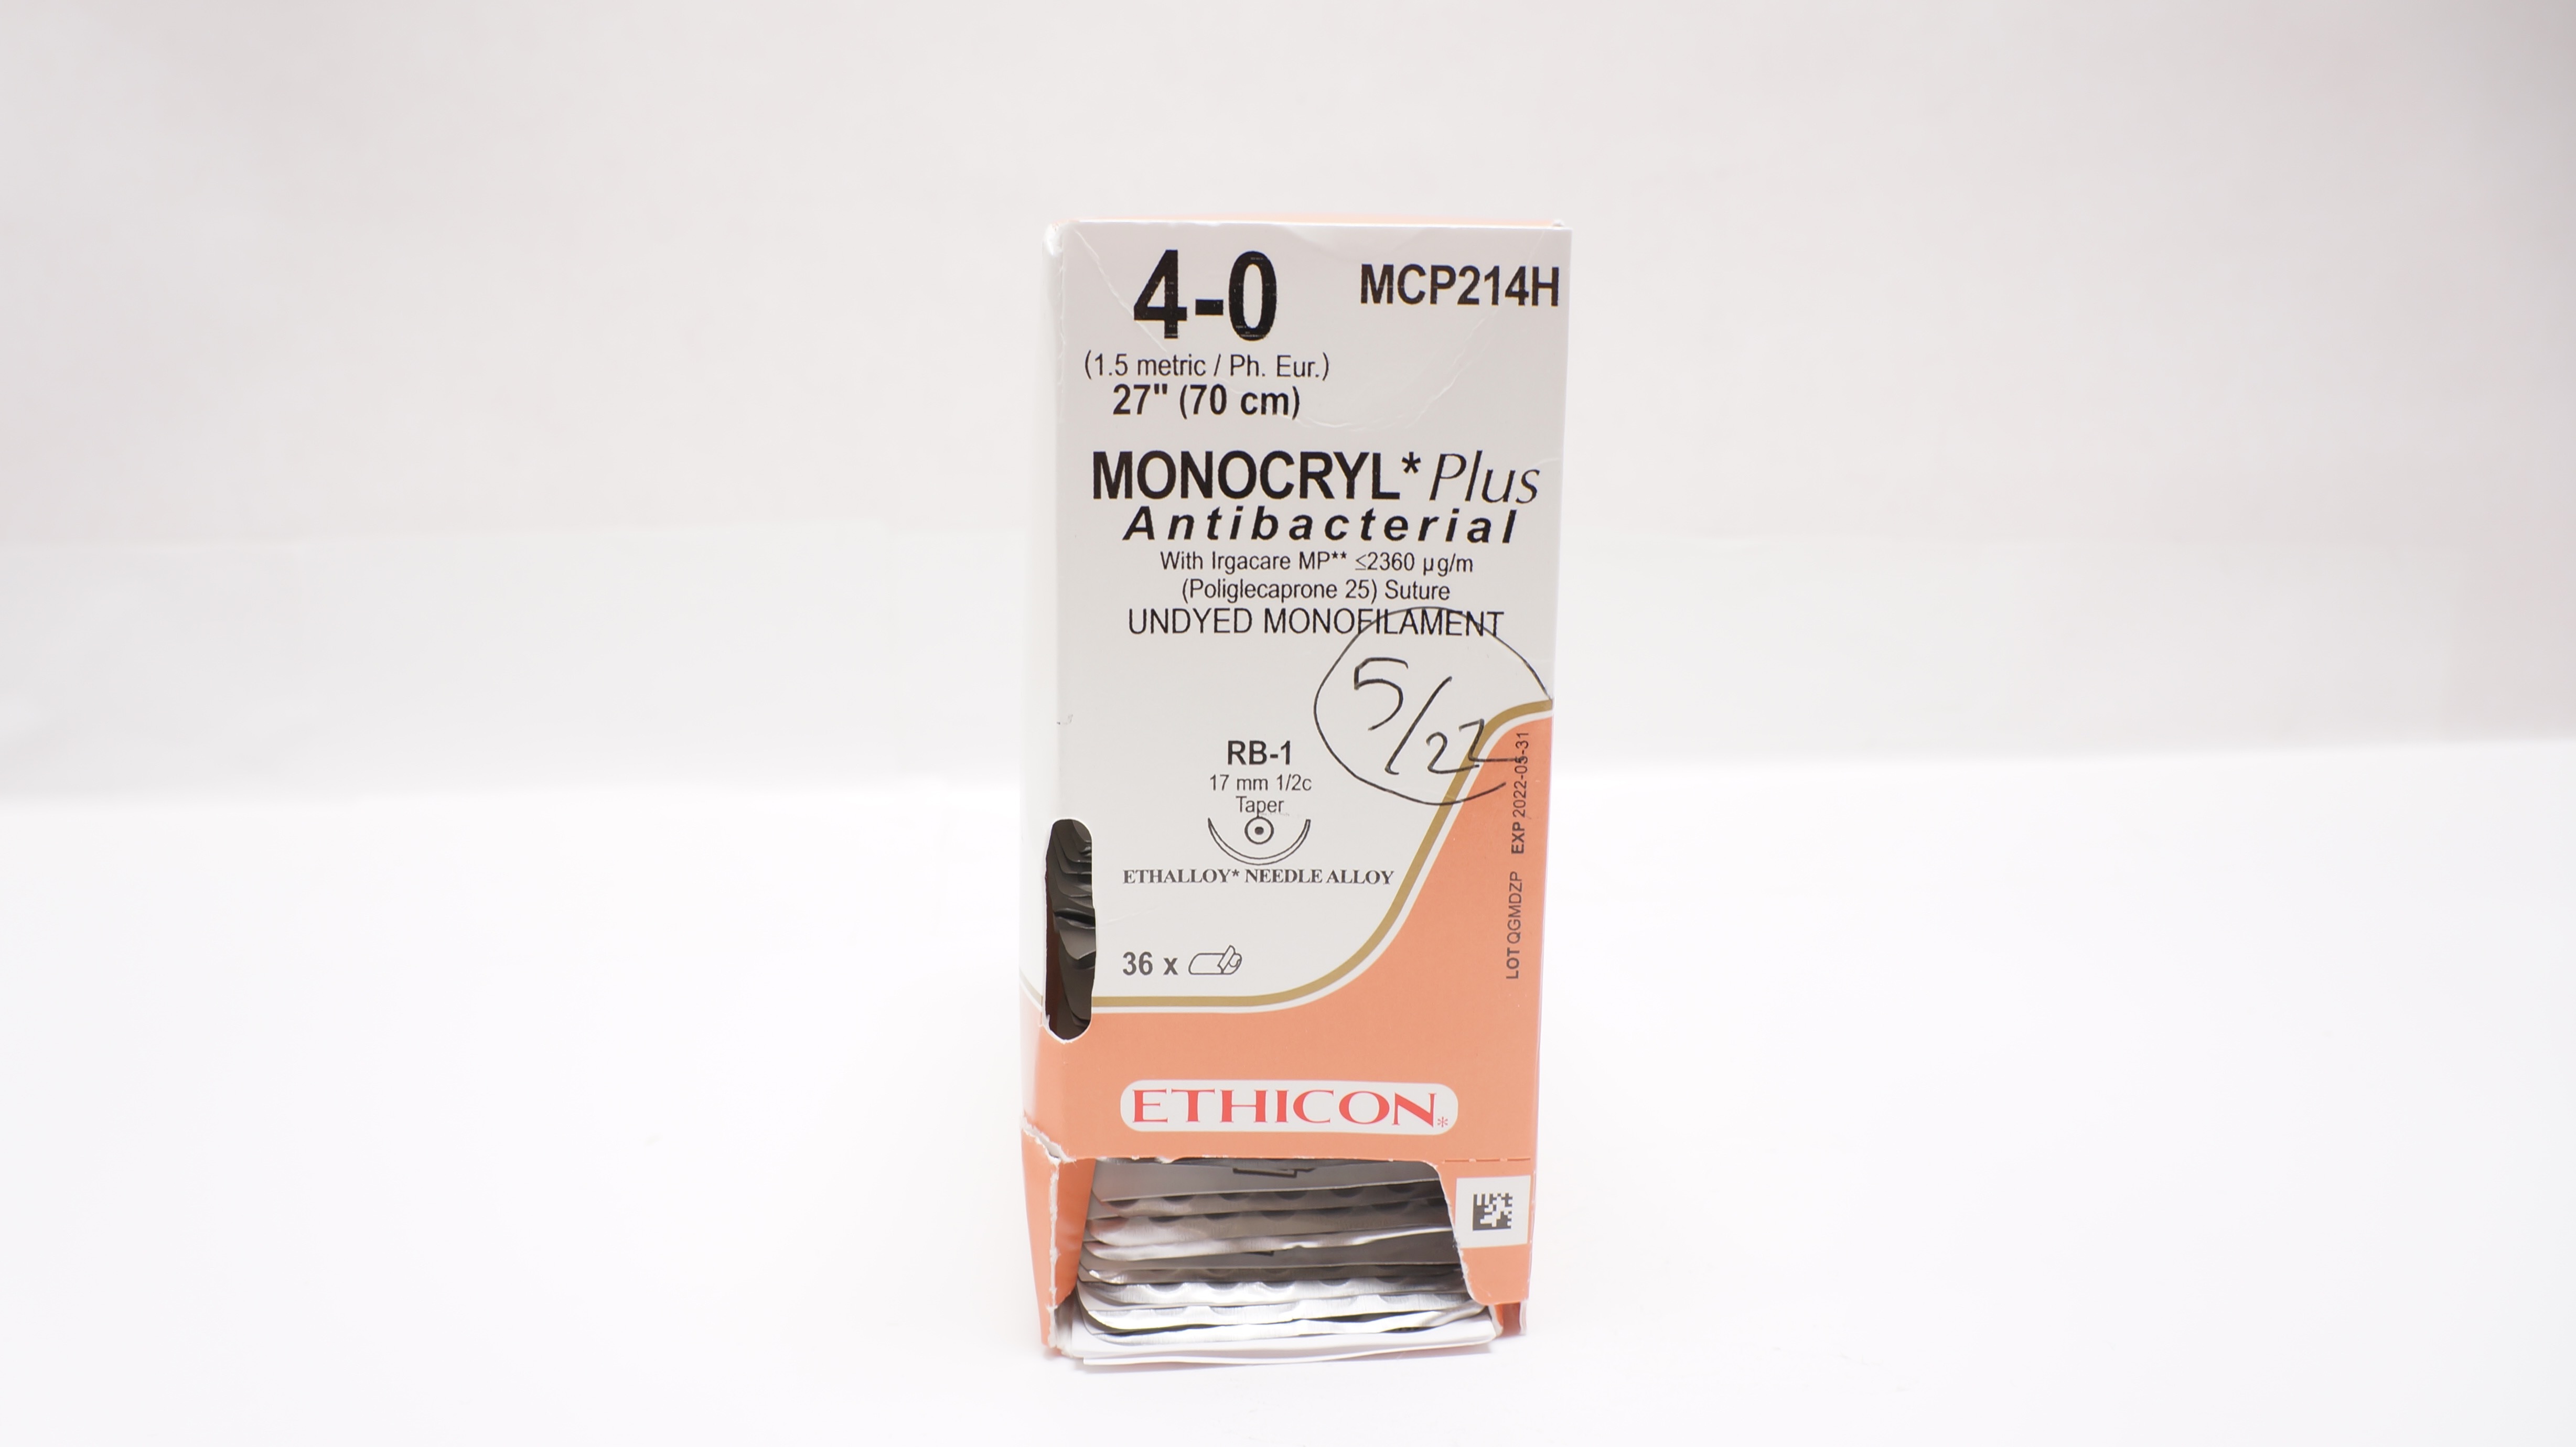 4-0
MCP214H
(1.5 metric / Ph. Eur.)
27" (70 cm)
MONOCRYL* Plus
Antibacterial
With Irgacare MP** ≤2360 µg/m
(Poliglecaprone 25) Suture
UNDYED MONOFILAMENT
5/22
RB-1
17 mm 1/2c
Taper
ETHALLOY* NEEDLE ALLOY
36 x
LOT QGMDZP EXP 2022-05-31
ETHICON*